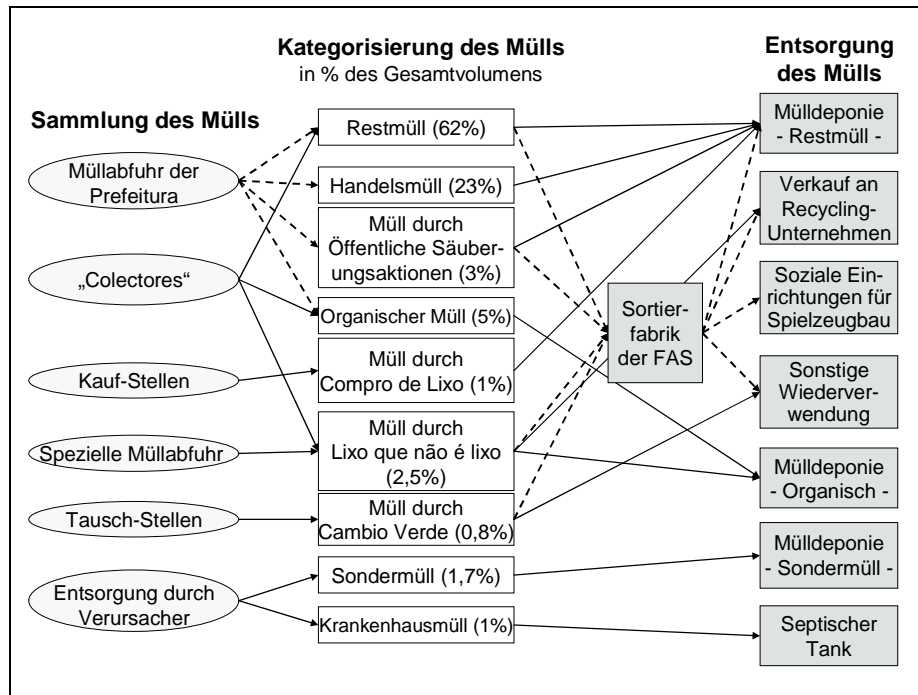 Sammlung des Mülls
Müllabfuhr der
Prefeitura
„Colectores“
Kauf-Stellen
Spezielle Müllabfuhr
Tausch-Stellen
Entsorgung durch
Verursacher
Kategorisierung des Mülls
in % des Gesamtvolumens
Restmüll (62%)
Handelsmüll (23%)
Müll durch
Öffentliche Säuber-
ungsaktionen (3%)
Organischer Müll (5%)
Müll durch
Compro de Lixo (1%)
Müll durch
Lixo que não é lixo
(2,5%)
Müll durch
Cambio Verde (0,8%)
Sondermüll (1,7%)
Krankenhausmüll (1%)
Sortier-
fabrik
der FAS
Entsorgung
des Mülls
Mülldeponie
- Restmüll -
Verkauf an
Recycling-
Unternehmen
Soziale Ein-
richtungen für
Spielzeugbau
Sonstige
Wiederver-
wendung
Mülldeponie
- Organisch -
Mülldeponie
- Sondermüll -
Septischer
Tank